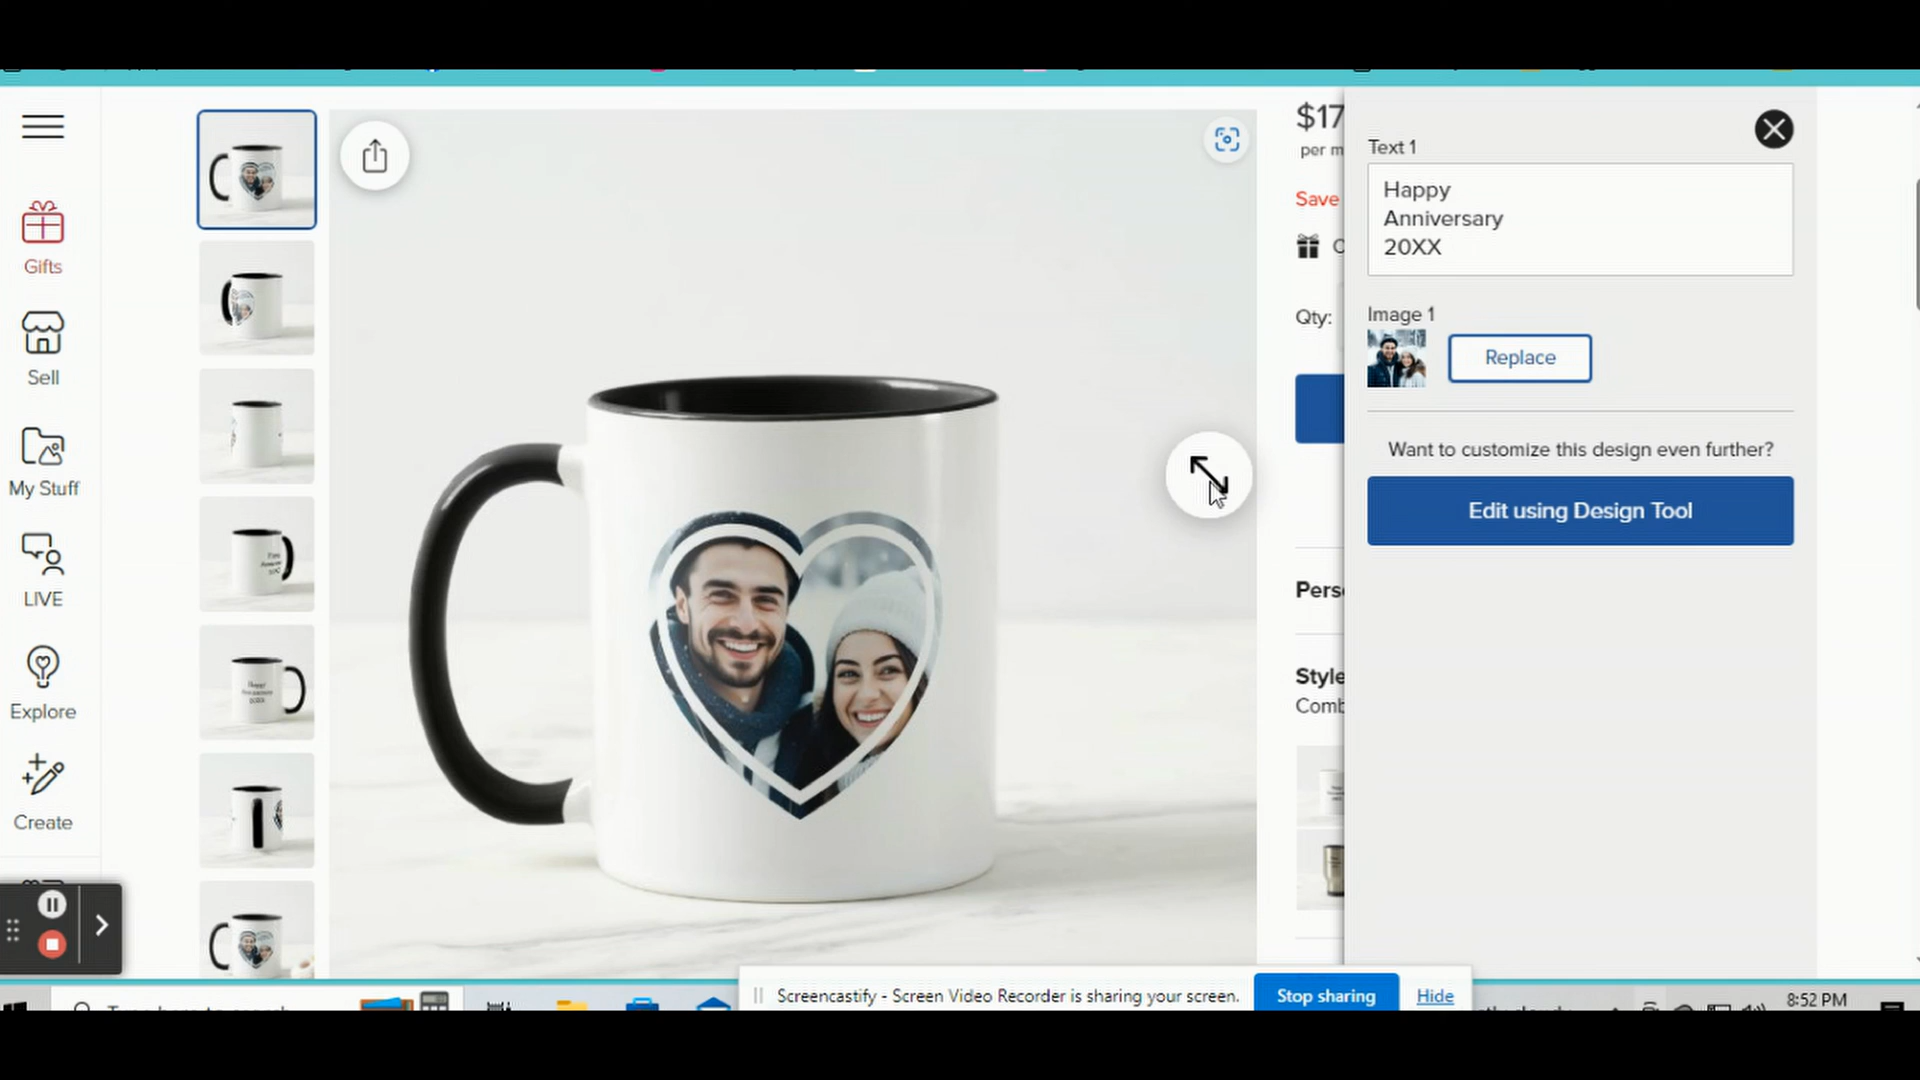 Gifts
Sell
My Stuff
LIVE
Explore
Create
$17
per m
Save
Qty:
Pers
Style
Comb
Text 1
Happy
Anniversary
20XX
Image 1
Replace
Want to customize this design even further?
Edit using Design Tool
Screencastify - Screen Video Recorder is sharing your screen.
Stop sharing
Hide
8:52 PM